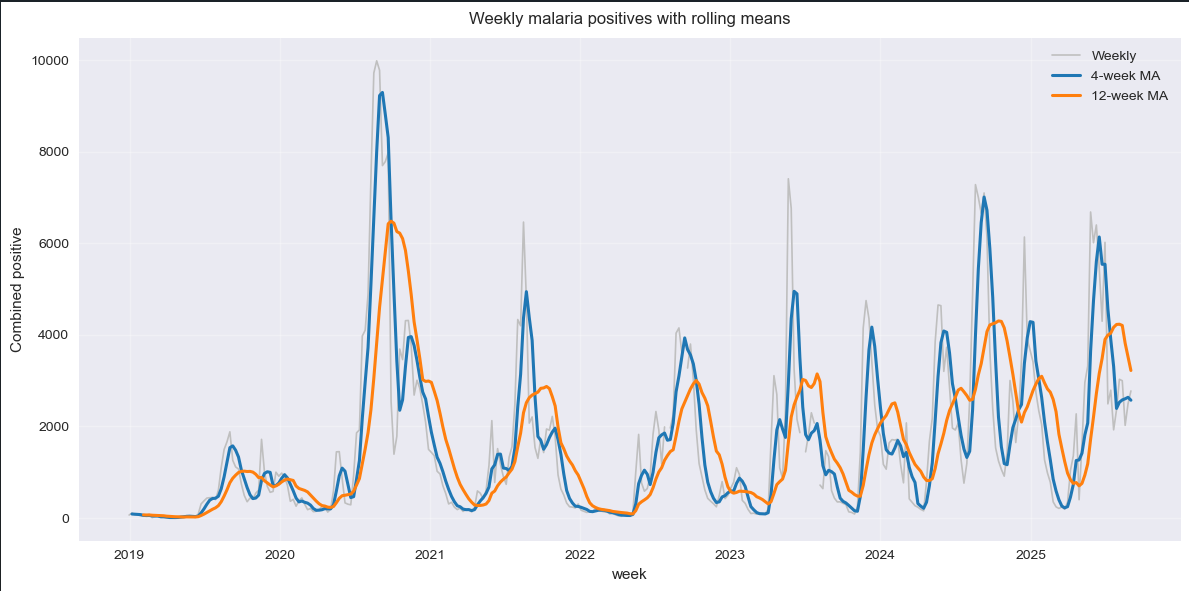 Weekly malaria positives with rolling means
Weekly
4-week MA
12-week MA
10000
8000
6000
4000
2000
0
Combined positive
2019 2020 2021 2022 2023 2024 2025
week